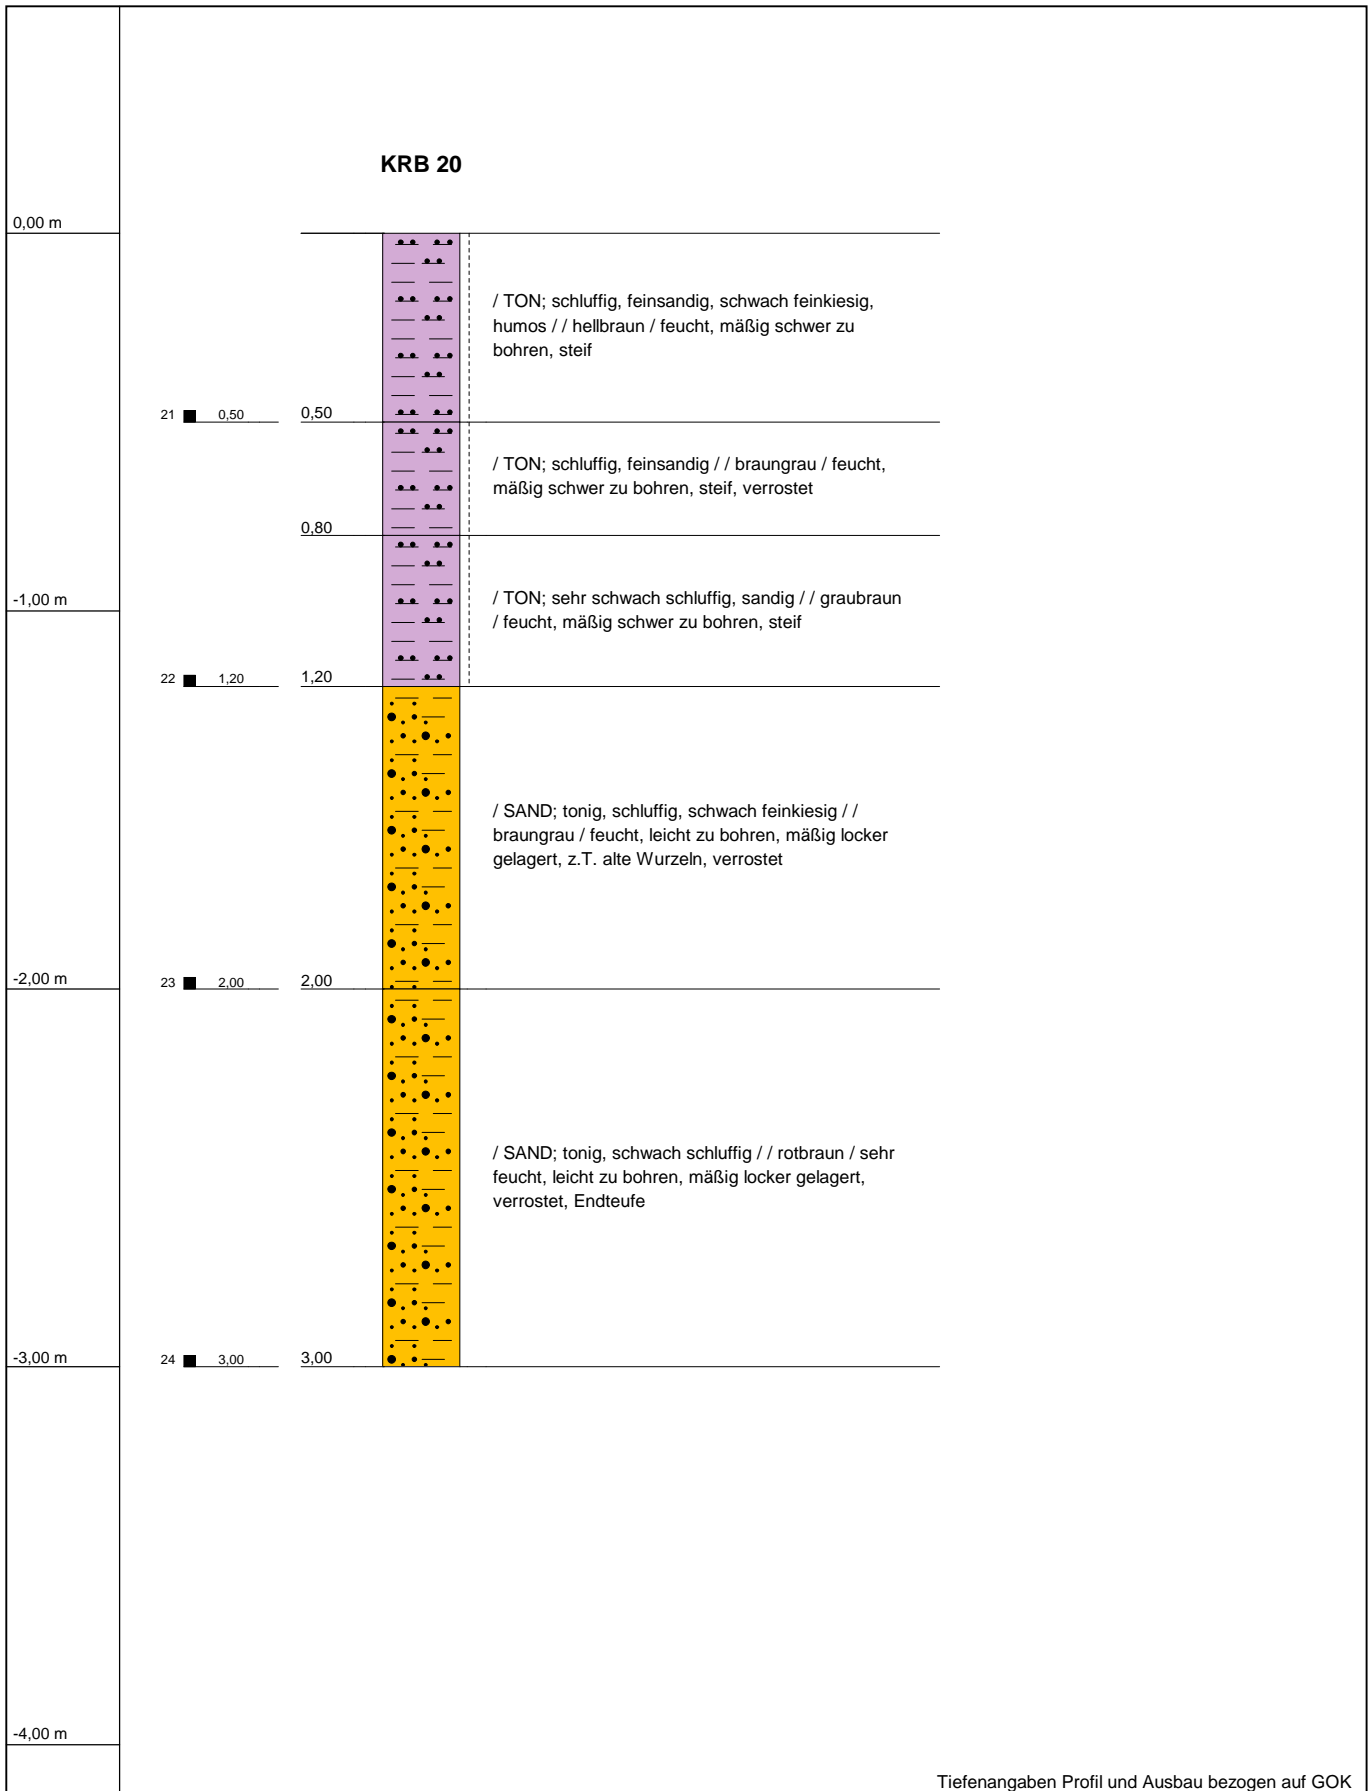 KRB 20
0,00 m
/ TON; schluffig, feinsandig, schwach feinkiesig,
humos / / hellbraun / feucht, mäßig schwer zu
bohren, steif
21 0,50 0,50
/ TON; schluffig, feinsandig / / braungrau / feucht,
mäßig schwer zu bohren, steif, verrostet
0,80
-1,00 m
/ TON; sehr schwach schluffig, sandig / / graubraun
/ feucht, mäßig schwer zu bohren, steif
22 1,20 1,20
/ SAND; tonig, schluffig, schwach feinkiesig / /
braungrau / feucht, leicht zu bohren, mäßig locker
gelagert, z.T. alte Wurzeln, verrostet
-2,00 m 23 2,00 2,00
/ SAND; tonig, schwach schluffig / / rotbraun / sehr
feucht, leicht zu bohren, mäßig locker gelagert,
verrostet, Endteufe
-3,00 m 24 3,00 3,00
-4,00 m
Tiefenangaben Profil und Ausbau bezogen auf GOK